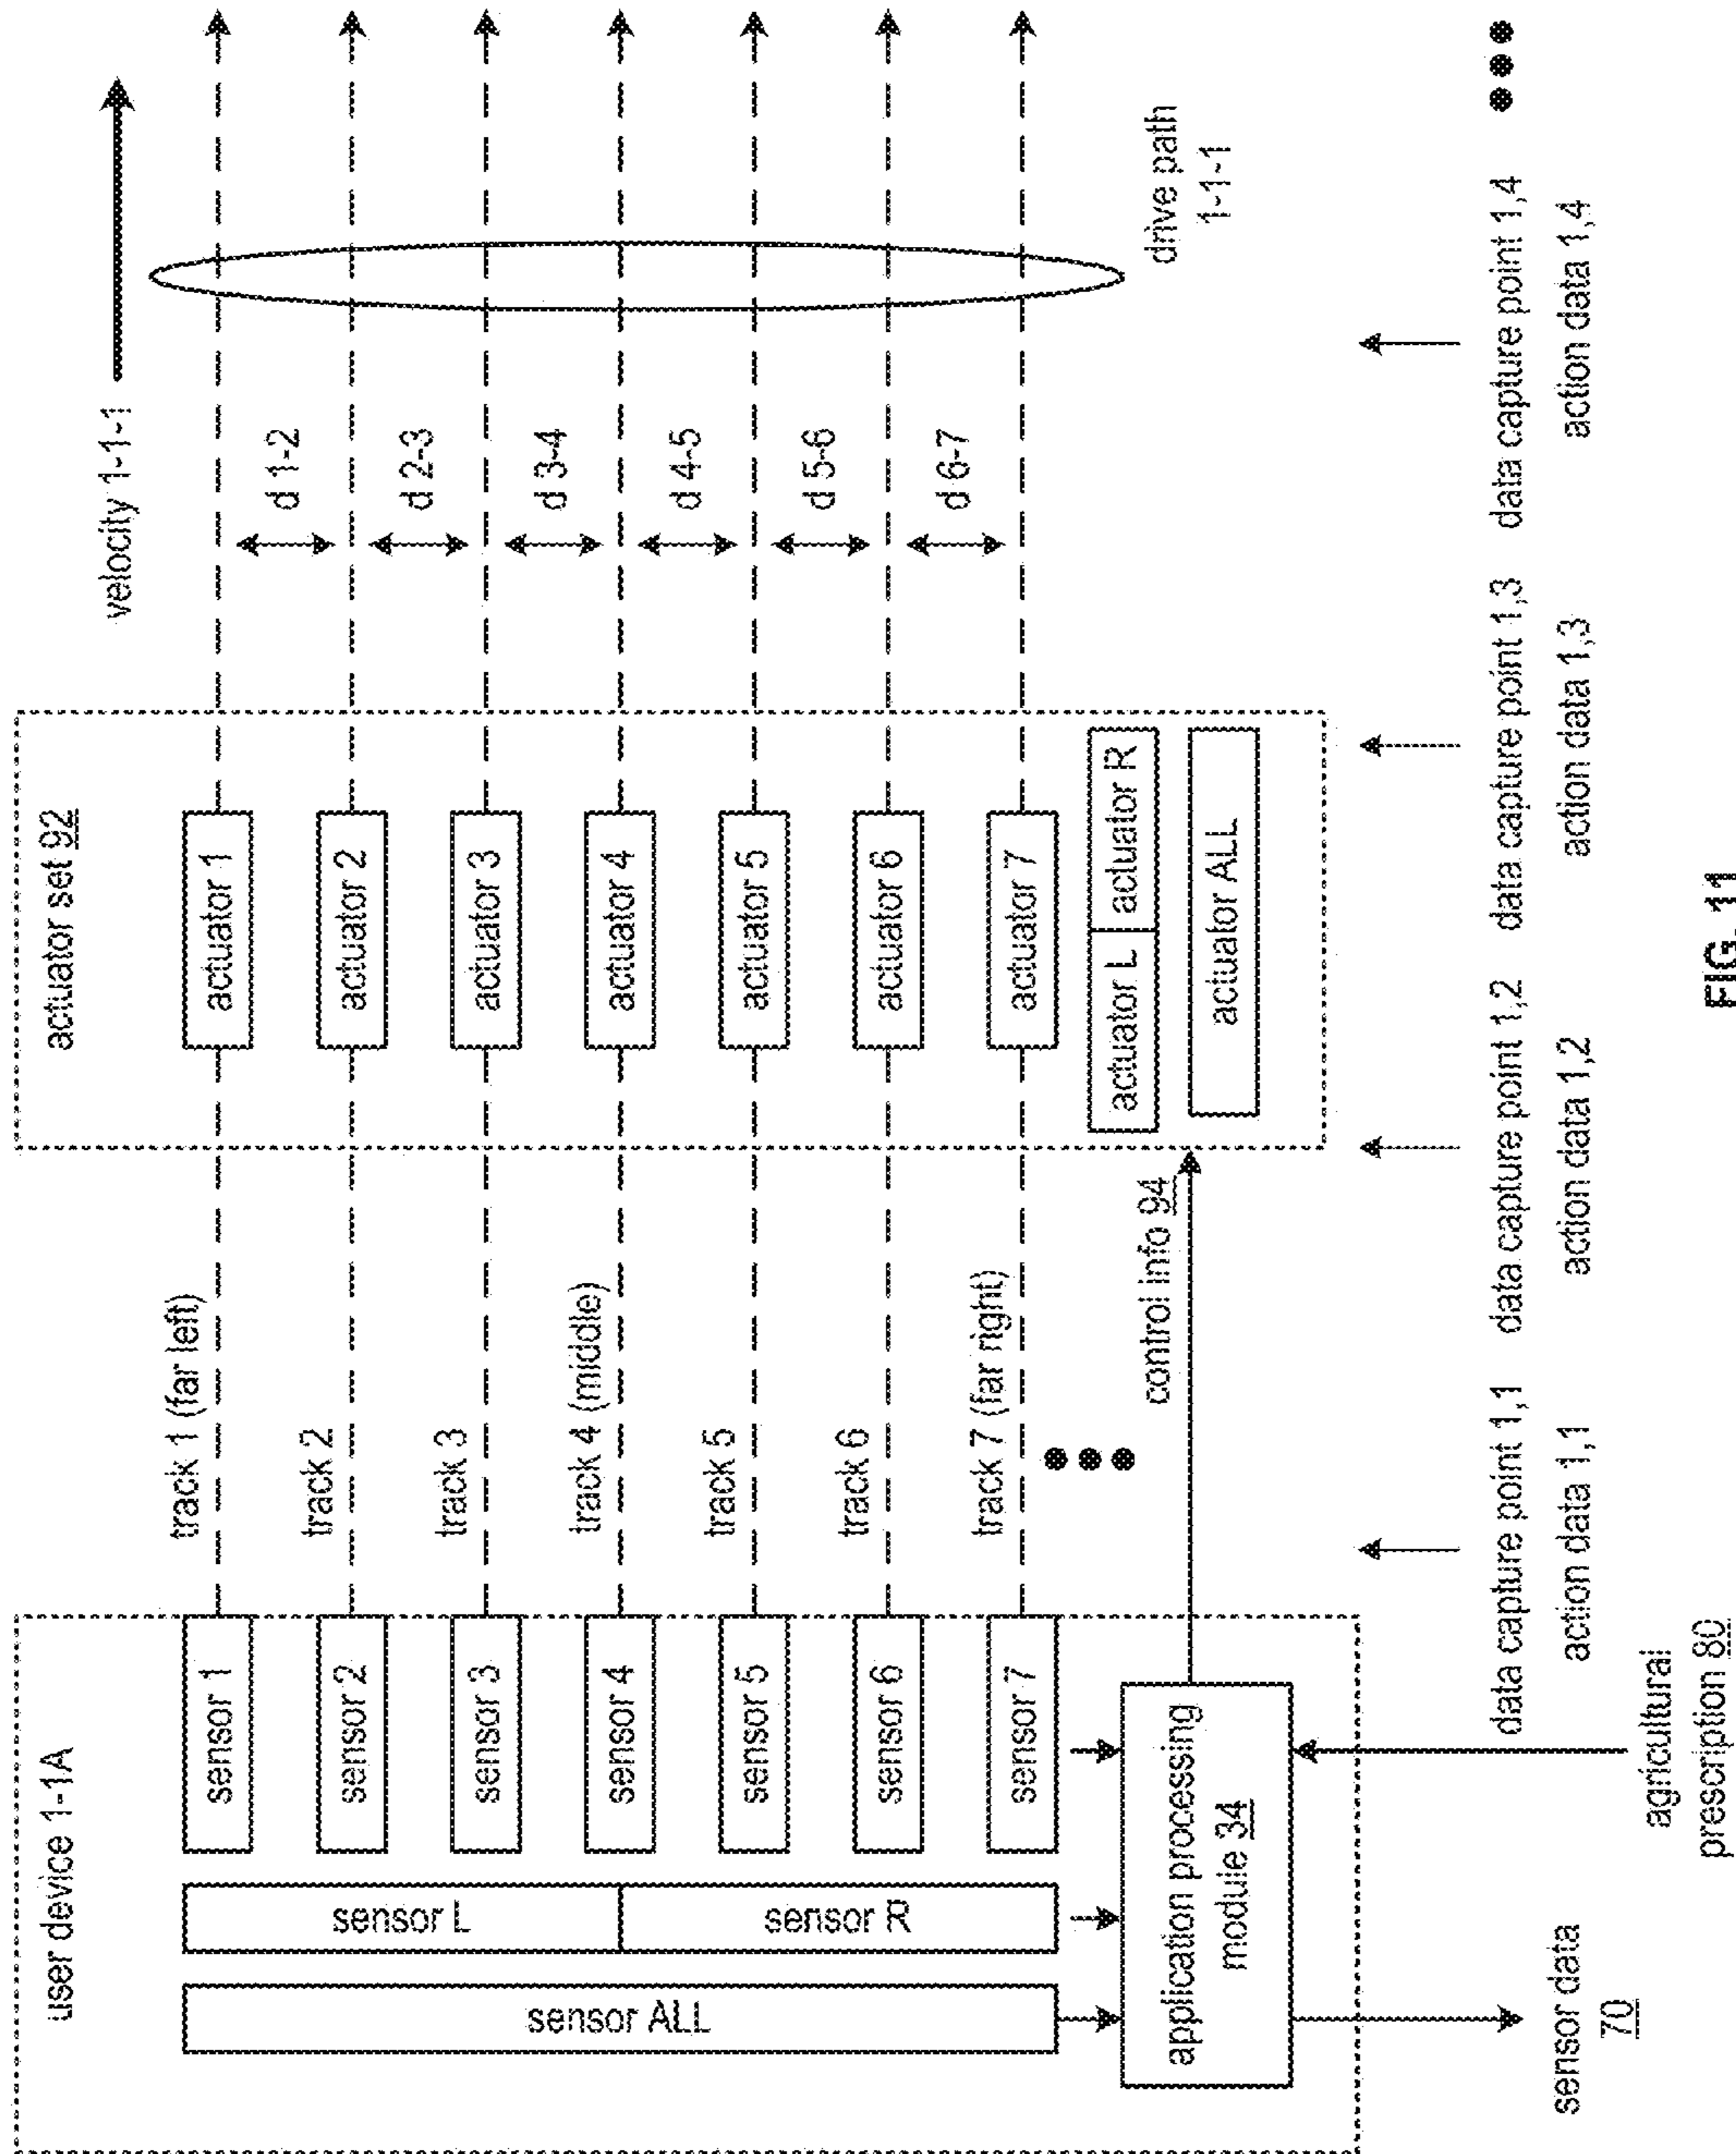 velocity 1-1-1
user device 1-1A
actuator set 92
sensor ALL
sensor L
sensor R
sensor 1
sensor 2
sensor 3
sensor 4
sensor 5
sensor 6
sensor 7
track 1 (far left)
track 2
track 3
track 4 (middle)
track 5
track 6
track 7 (far right)
actuator 1
actuator 2
actuator 3
actuator 4
actuator 5
actuator 6
actuator 7
actuator L
actuator R
actuator ALL
d 1-2
d 2-3
d 3-4
d 4-5
d 5-6
d 6-7
drive path
1-1-1
application processing
module 34
control info 94
sensor data
70
agricultural
prescription 80
data capture point 1,1
action data 1,1
data capture point 1,2
action data 1,2
data capture point 1,3
action data 1,3
data capture point 1,4
action data 1,4
FIG. 11